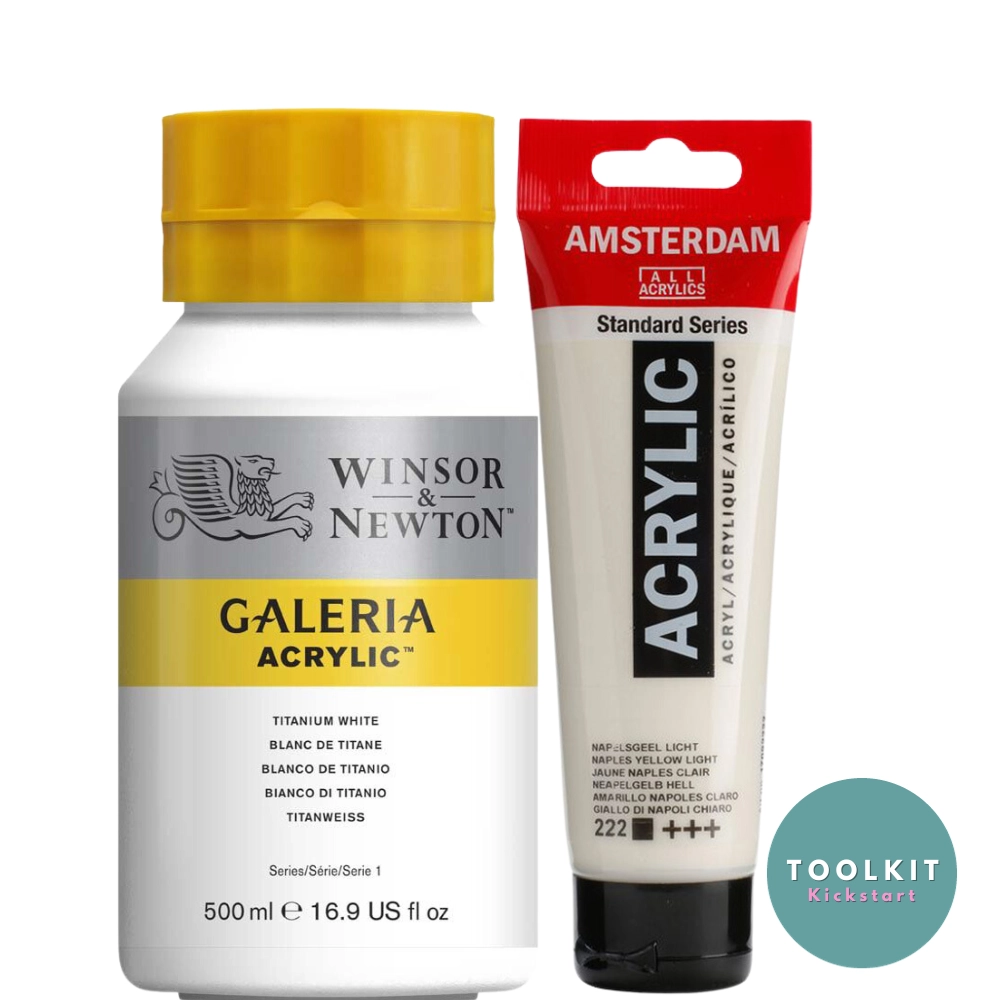 WINSOR
&
NEWTON™
GALERIA
ACRYLIC™
TITANIUM WHITE
BLANC DE TITANE
BLANCO DE TITANIO
BIANCO DI TITANIO
TITANWEISS
Series/Série/Serie 1
500 ml ℮ 16.9 US fl oz
AMSTERDAM
ALL
ACRYLICS
Standard Series
ACRYLIC
ACRYL/ACRYLIQUE/ACRÍLICO
NAPELSGEEL LICHT
NAPLES YELLOW LIGHT
JAUNE NAPLES CLAIR
NEAPELGELB HELL
AMARILLO NAPOLES CLARO
GIALLO DI NAPOLI CHIARO
222 +++
TOOLKIT
Kickstart